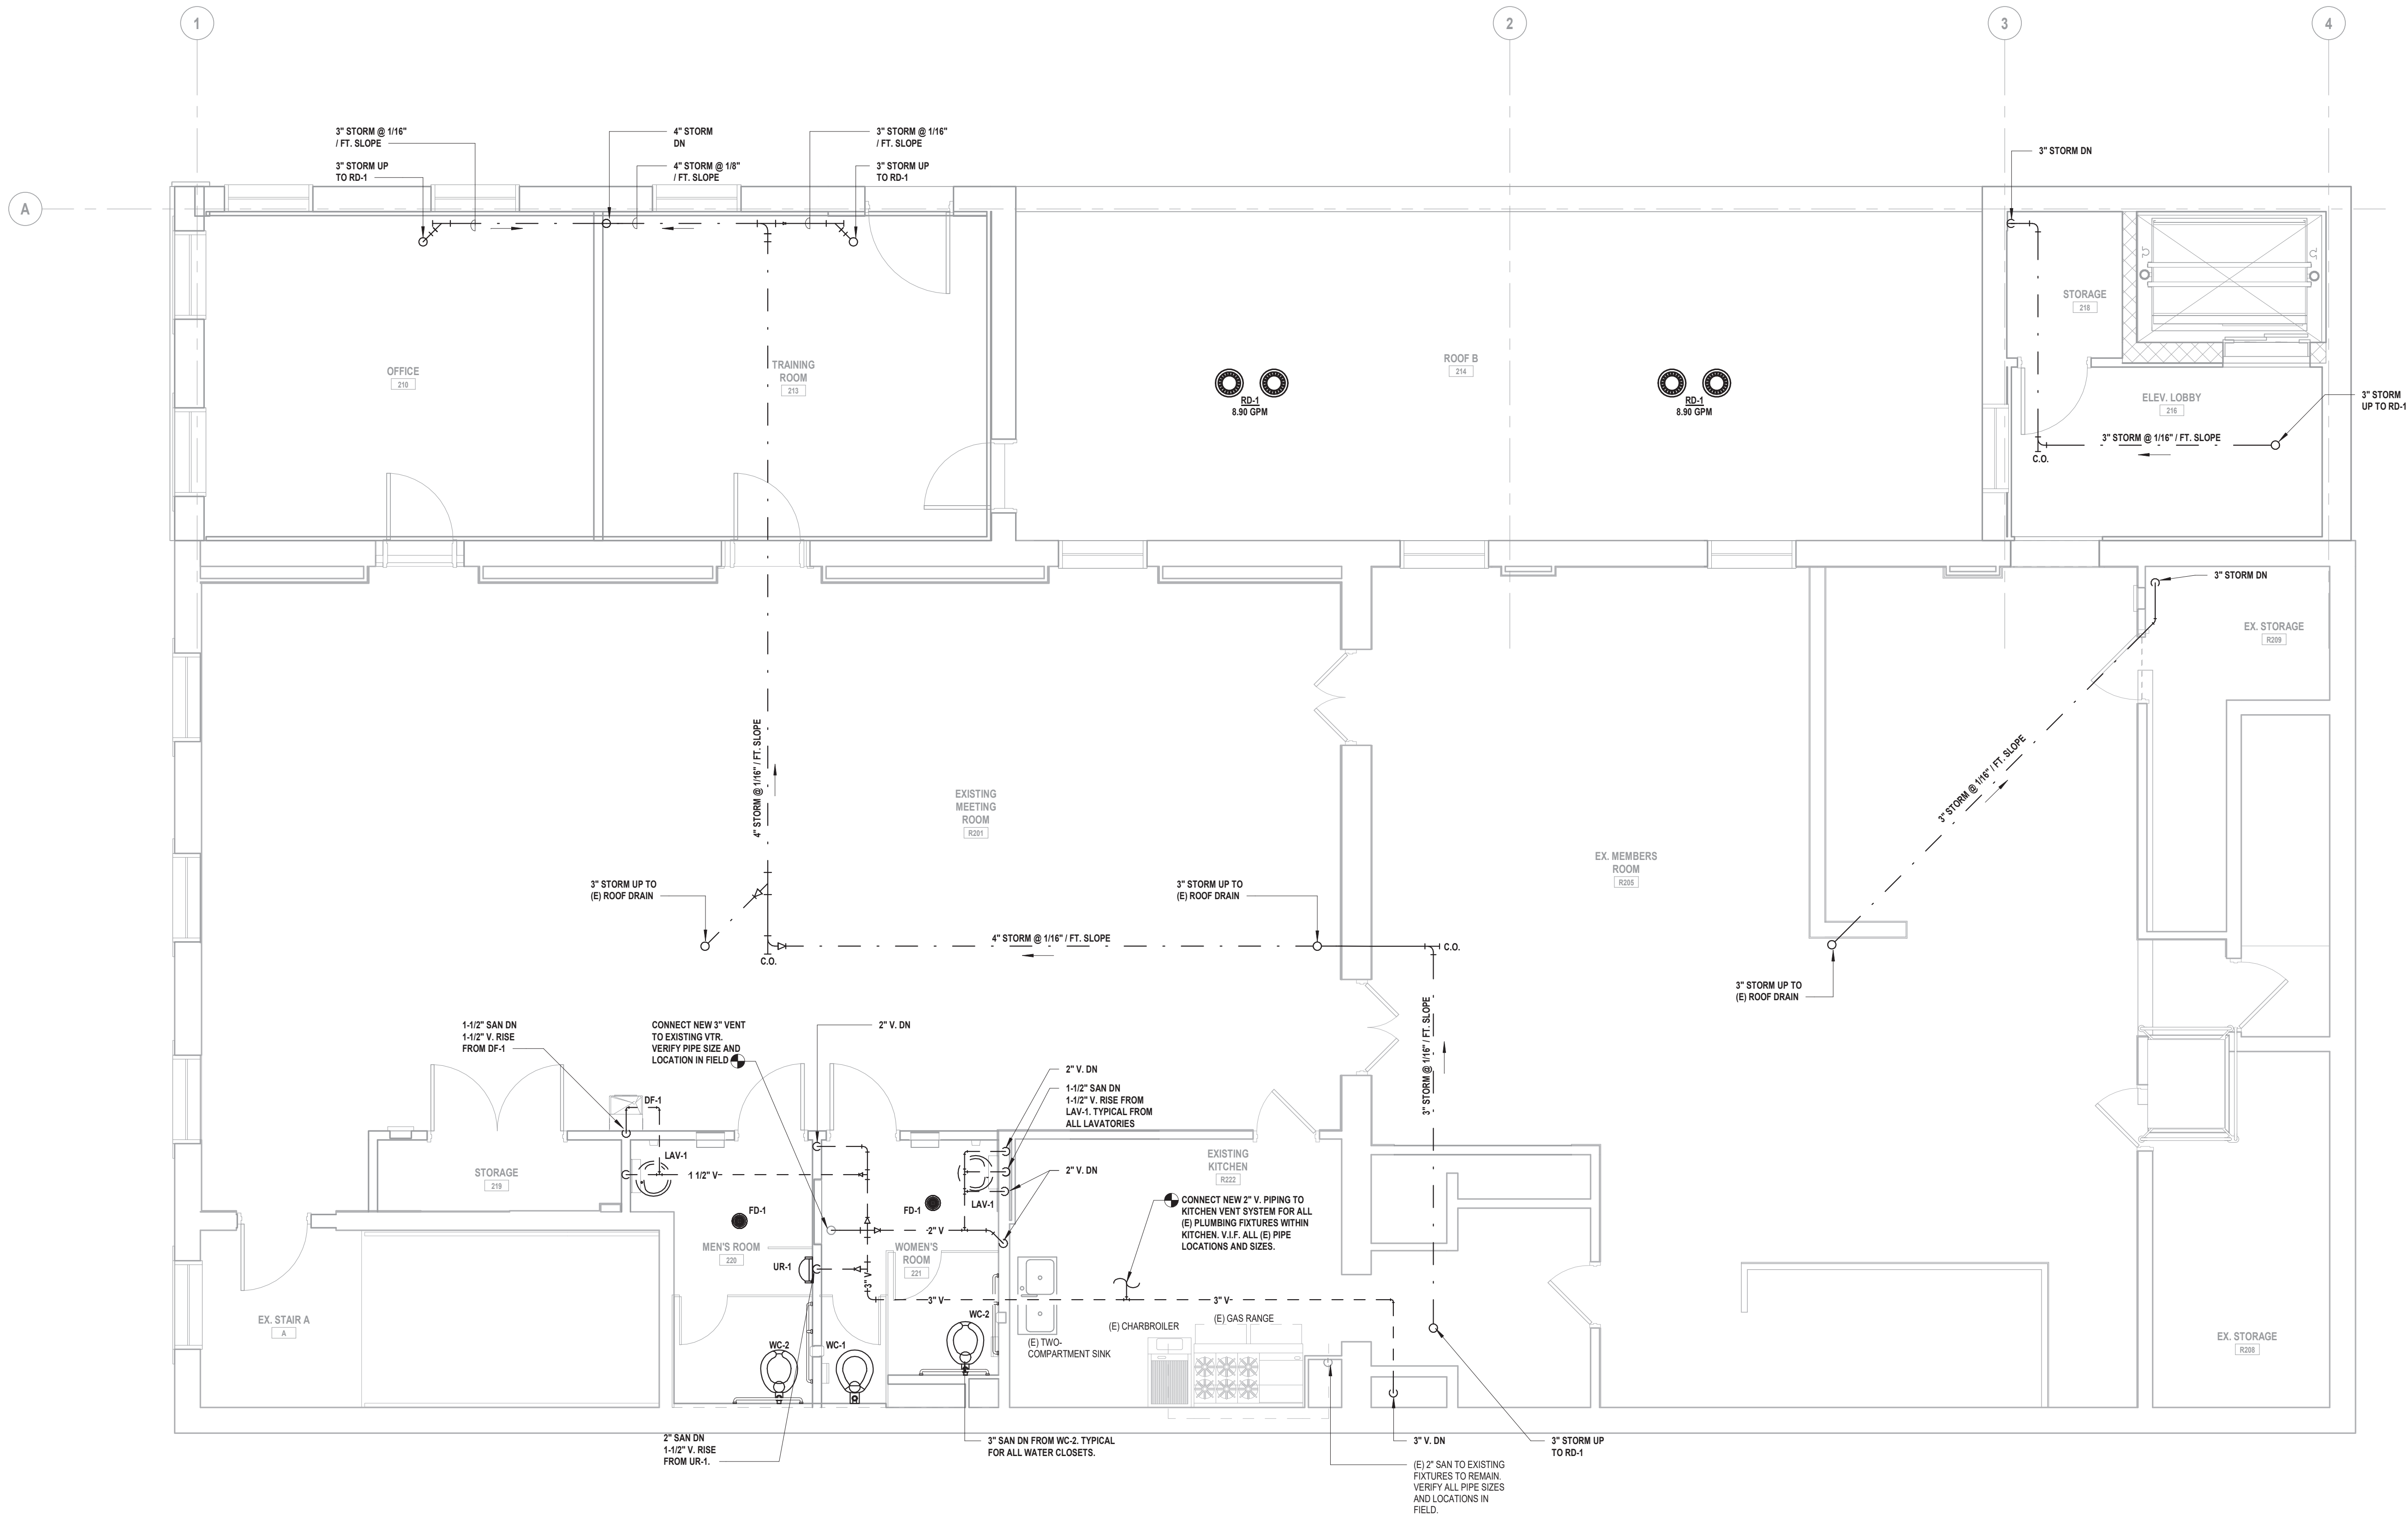 1
2
3
4
A
3" STORM @ 1/16"
/ FT. SLOPE
3" STORM UP
TO RD-1
4" STORM
DN
4" STORM @ 1/8"
/ FT. SLOPE
3" STORM @ 1/16"
/ FT. SLOPE
3" STORM UP
TO RD-1
3" STORM DN
STORAGE
218
OFFICE
210
TRAINING
ROOM
213
ROOF B
214
RD-1
8.90 GPM
RD-1
8.90 GPM
ELEV. LOBBY
216
3" STORM
UP TO RD-1
3" STORM @ 1/16" / FT. SLOPE
C.O.
3" STORM DN
EX. STORAGE
R209
4" STORM @ 1/16" / FT. SLOPE
EXISTING
MEETING
ROOM
R201
3" STORM @ 1/16" / FT. SLOPE
EX. MEMBERS
ROOM
R205
3" STORM UP TO
(E) ROOF DRAIN
3" STORM UP TO
(E) ROOF DRAIN
4" STORM @ 1/16" / FT. SLOPE
C.O.
C.O.
3" STORM UP TO
(E) ROOF DRAIN
3" STORM @ 1/16" / FT. SLOPE
1-1/2" SAN DN
1-1/2" V. RISE
FROM DF-1
CONNECT NEW 3" VENT
TO EXISTING VTR.
VERIFY PIPE SIZE AND
LOCATION IN FIELD
2" V. DN
2" V. DN
1-1/2" SAN DN
1-1/2" V. RISE FROM
LAV-1. TYPICAL FROM
ALL LAVATORIES
2" V. DN
DF-1
LAV-1
1 1/2" V
STORAGE
219
FD-1
FD-1
LAV-1
2" V
MEN'S ROOM
220
WOMEN'S
ROOM
221
UR-1
3" V
3" V
3" V
EXISTING
KITCHEN
R222
CONNECT NEW 2" V. PIPING TO
KITCHEN VENT SYSTEM FOR ALL
(E) PLUMBING FIXTURES WITHIN
KITCHEN. V.I.F. ALL (E) PIPE
LOCATIONS AND SIZES.
EX. STAIR A
A
WC-2
WC-1
WC-2
(E) TWO-
COMPARTMENT SINK
(E) CHARBROILER
(E) GAS RANGE
EX. STORAGE
R208
2" SAN DN
1-1/2" V. RISE
FROM UR-1.
3" SAN DN FROM WC-2. TYPICAL
FOR ALL WATER CLOSETS.
3" V. DN
(E) 2" SAN TO EXISTING
FIXTURES TO REMAIN.
VERIFY ALL PIPE SIZES
AND LOCATIONS IN
FIELD.
3" STORM UP
TO RD-1